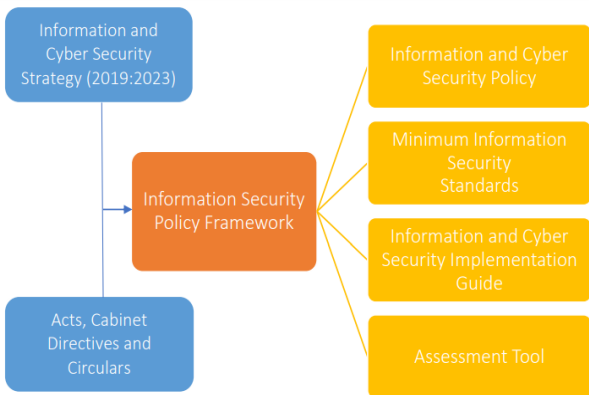 Information and
Cyber Security
Strategy (2019:2023)
Acts, Cabinet
Directives and
Circulars
Information Security
Policy Framework
Information and Cyber
Security Policy
Minimum Information
Security
Standards
Information and Cyber
Security Implementation
Guide
Assessment Tool